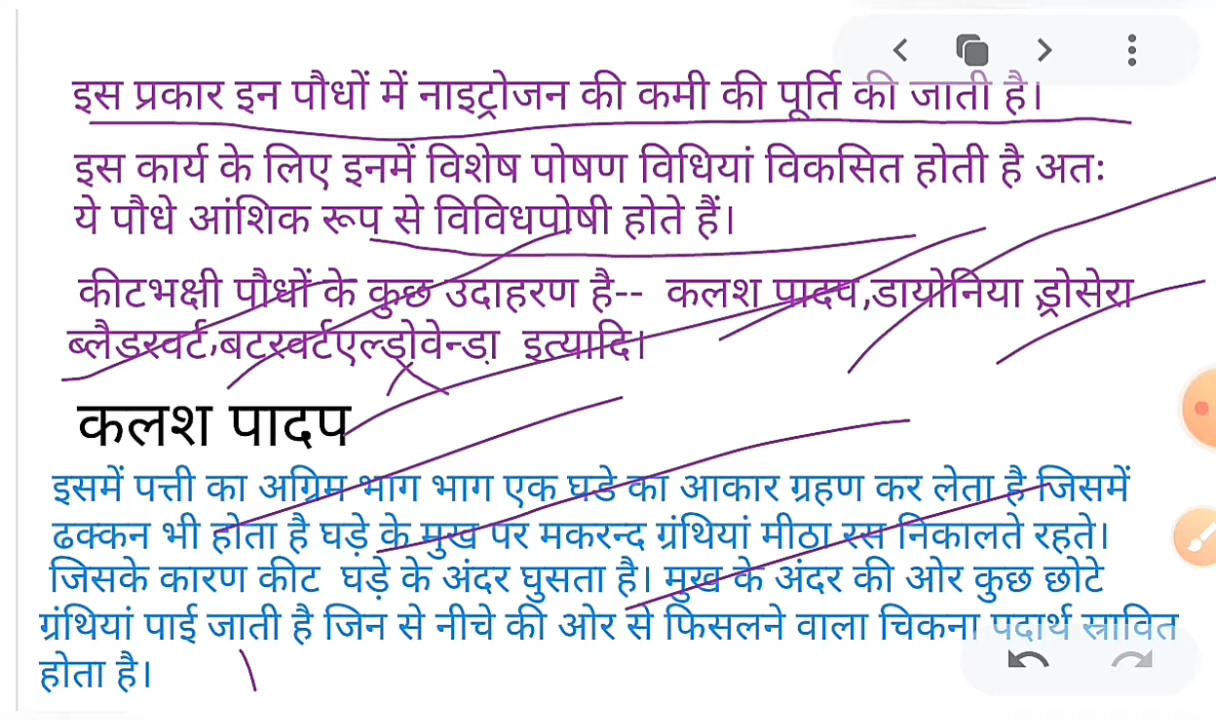 इस प्रकार इन पौधों में नाइट्रोजन की कमी की पूर्ति की जाती है।
इस कार्य के लिए इनमें विशेष पोषण विधियां विकसित होती है अतः
ये पौधे आंशिक रूप से विविधपोषी होते हैं।
कीटभक्षी पौधों के कुछ उदाहरण है-- कलश पादप,डायोनिया ड्रोसेरा
ब्लैडरवर्ट,बटरवर्टएल्ड्रोवेन्ड़ा इत्यादि।
कलश पादप
इसमें पत्ती का अग्रिम भाग भाग एक घडे का आकार ग्रहण कर लेता है जिसमें
ढक्कन भी होता है घड़े के मुख पर मकरन्द ग्रंथियां मीठा रस निकालते रहते।
जिसके कारण कीट घड़े के अंदर घुसता है। मुख के अंदर की ओर कुछ छोटे
ग्रंथियां पाई जाती है जिन से नीचे की ओर से फिसलने वाला चिकना पदार्थ स्रावित
होता है।